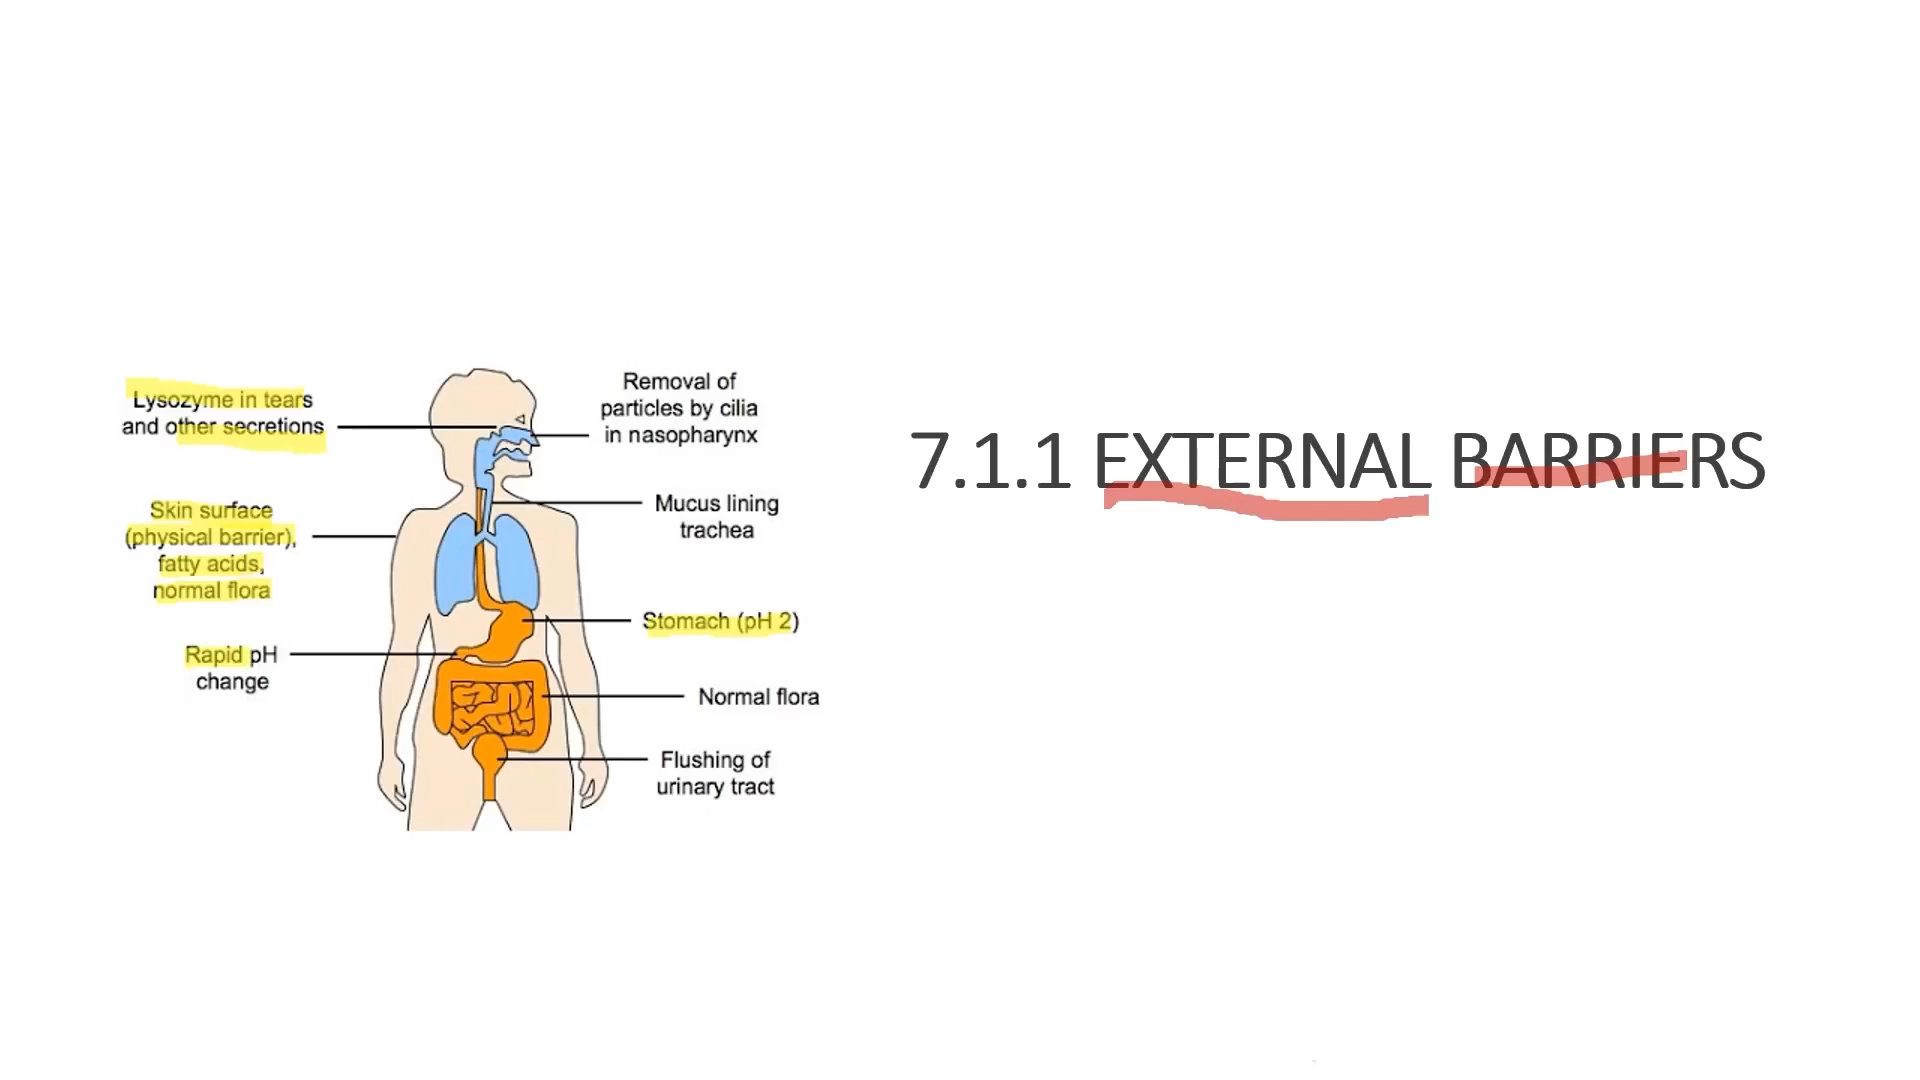 Lysozyme in tears
and other secretions
Skin surface
(physical barrier),
fatty acids,
normal flora
Rapid pH
change
Removal of
particles by cilia
in nasopharynx
Mucus lining
trachea
Stomach (pH 2)
Normal flora
Flushing of
urinary tract
7.1.1 EXTERNAL BARRIERS